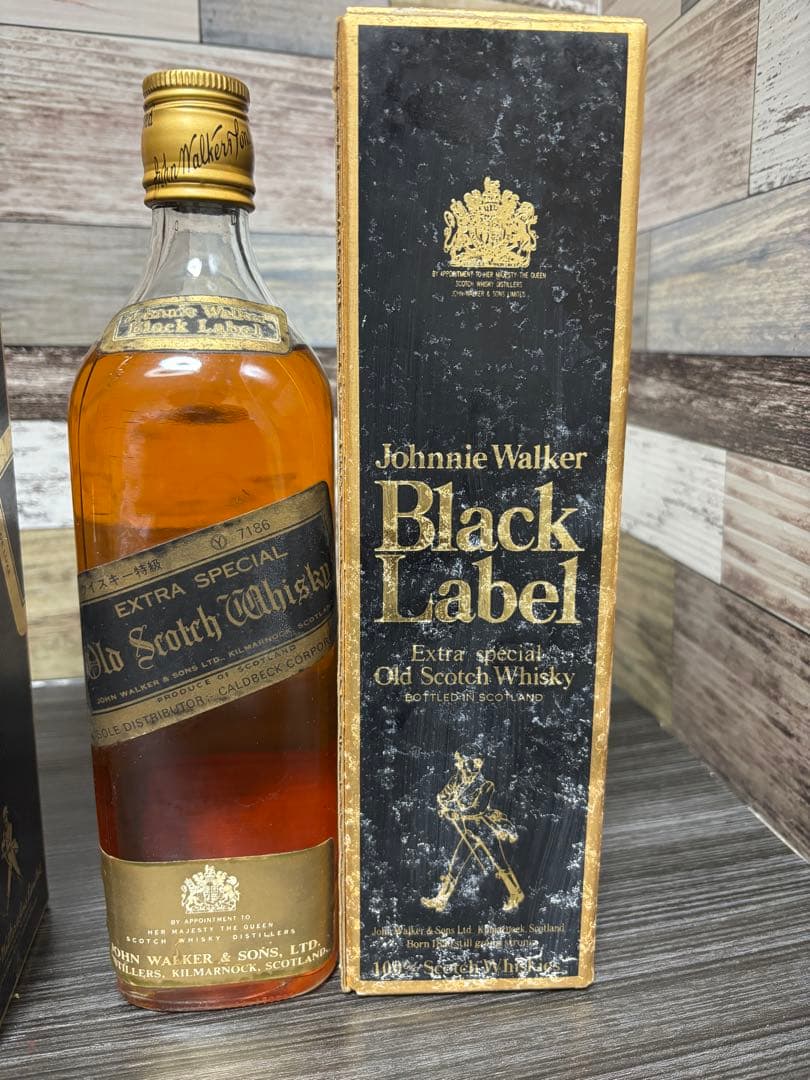 John Walker & Sons
Johnnie Walker
Black Label
イスキー特級
Ⓨ 7186
EXTRA SPECIAL
Old Scotch Whisky
JOHN WALKER & SONS LTD. KILMARNOCK, SCOTLAND
PRODUCE OF SCOTLAND
SOLE DISTRIBUTOR. CALDBECK CORPOR
BY APPOINTMENT TO
HER MAJESTY THE QUEEN
SCOTCH WHISKY DISTILLERS
JOHN WALKER & SONS, LTD.
TILLERS, KILMARNOCK, SCOTLAND.
BY APPOINTMENT TO HER MAJESTY THE QUEEN
SCOTCH WHISKY DISTILLERS
JOHN WALKER & SONS LIMITED
Johnnie Walker
Black
Label
Extra special
Old Scotch Whisky
BOTTLED IN SCOTLAND
John Walker & Sons Ltd. Kilmarnock, Scotland
Born 1820 still going strong
100% Scotch Whiskies